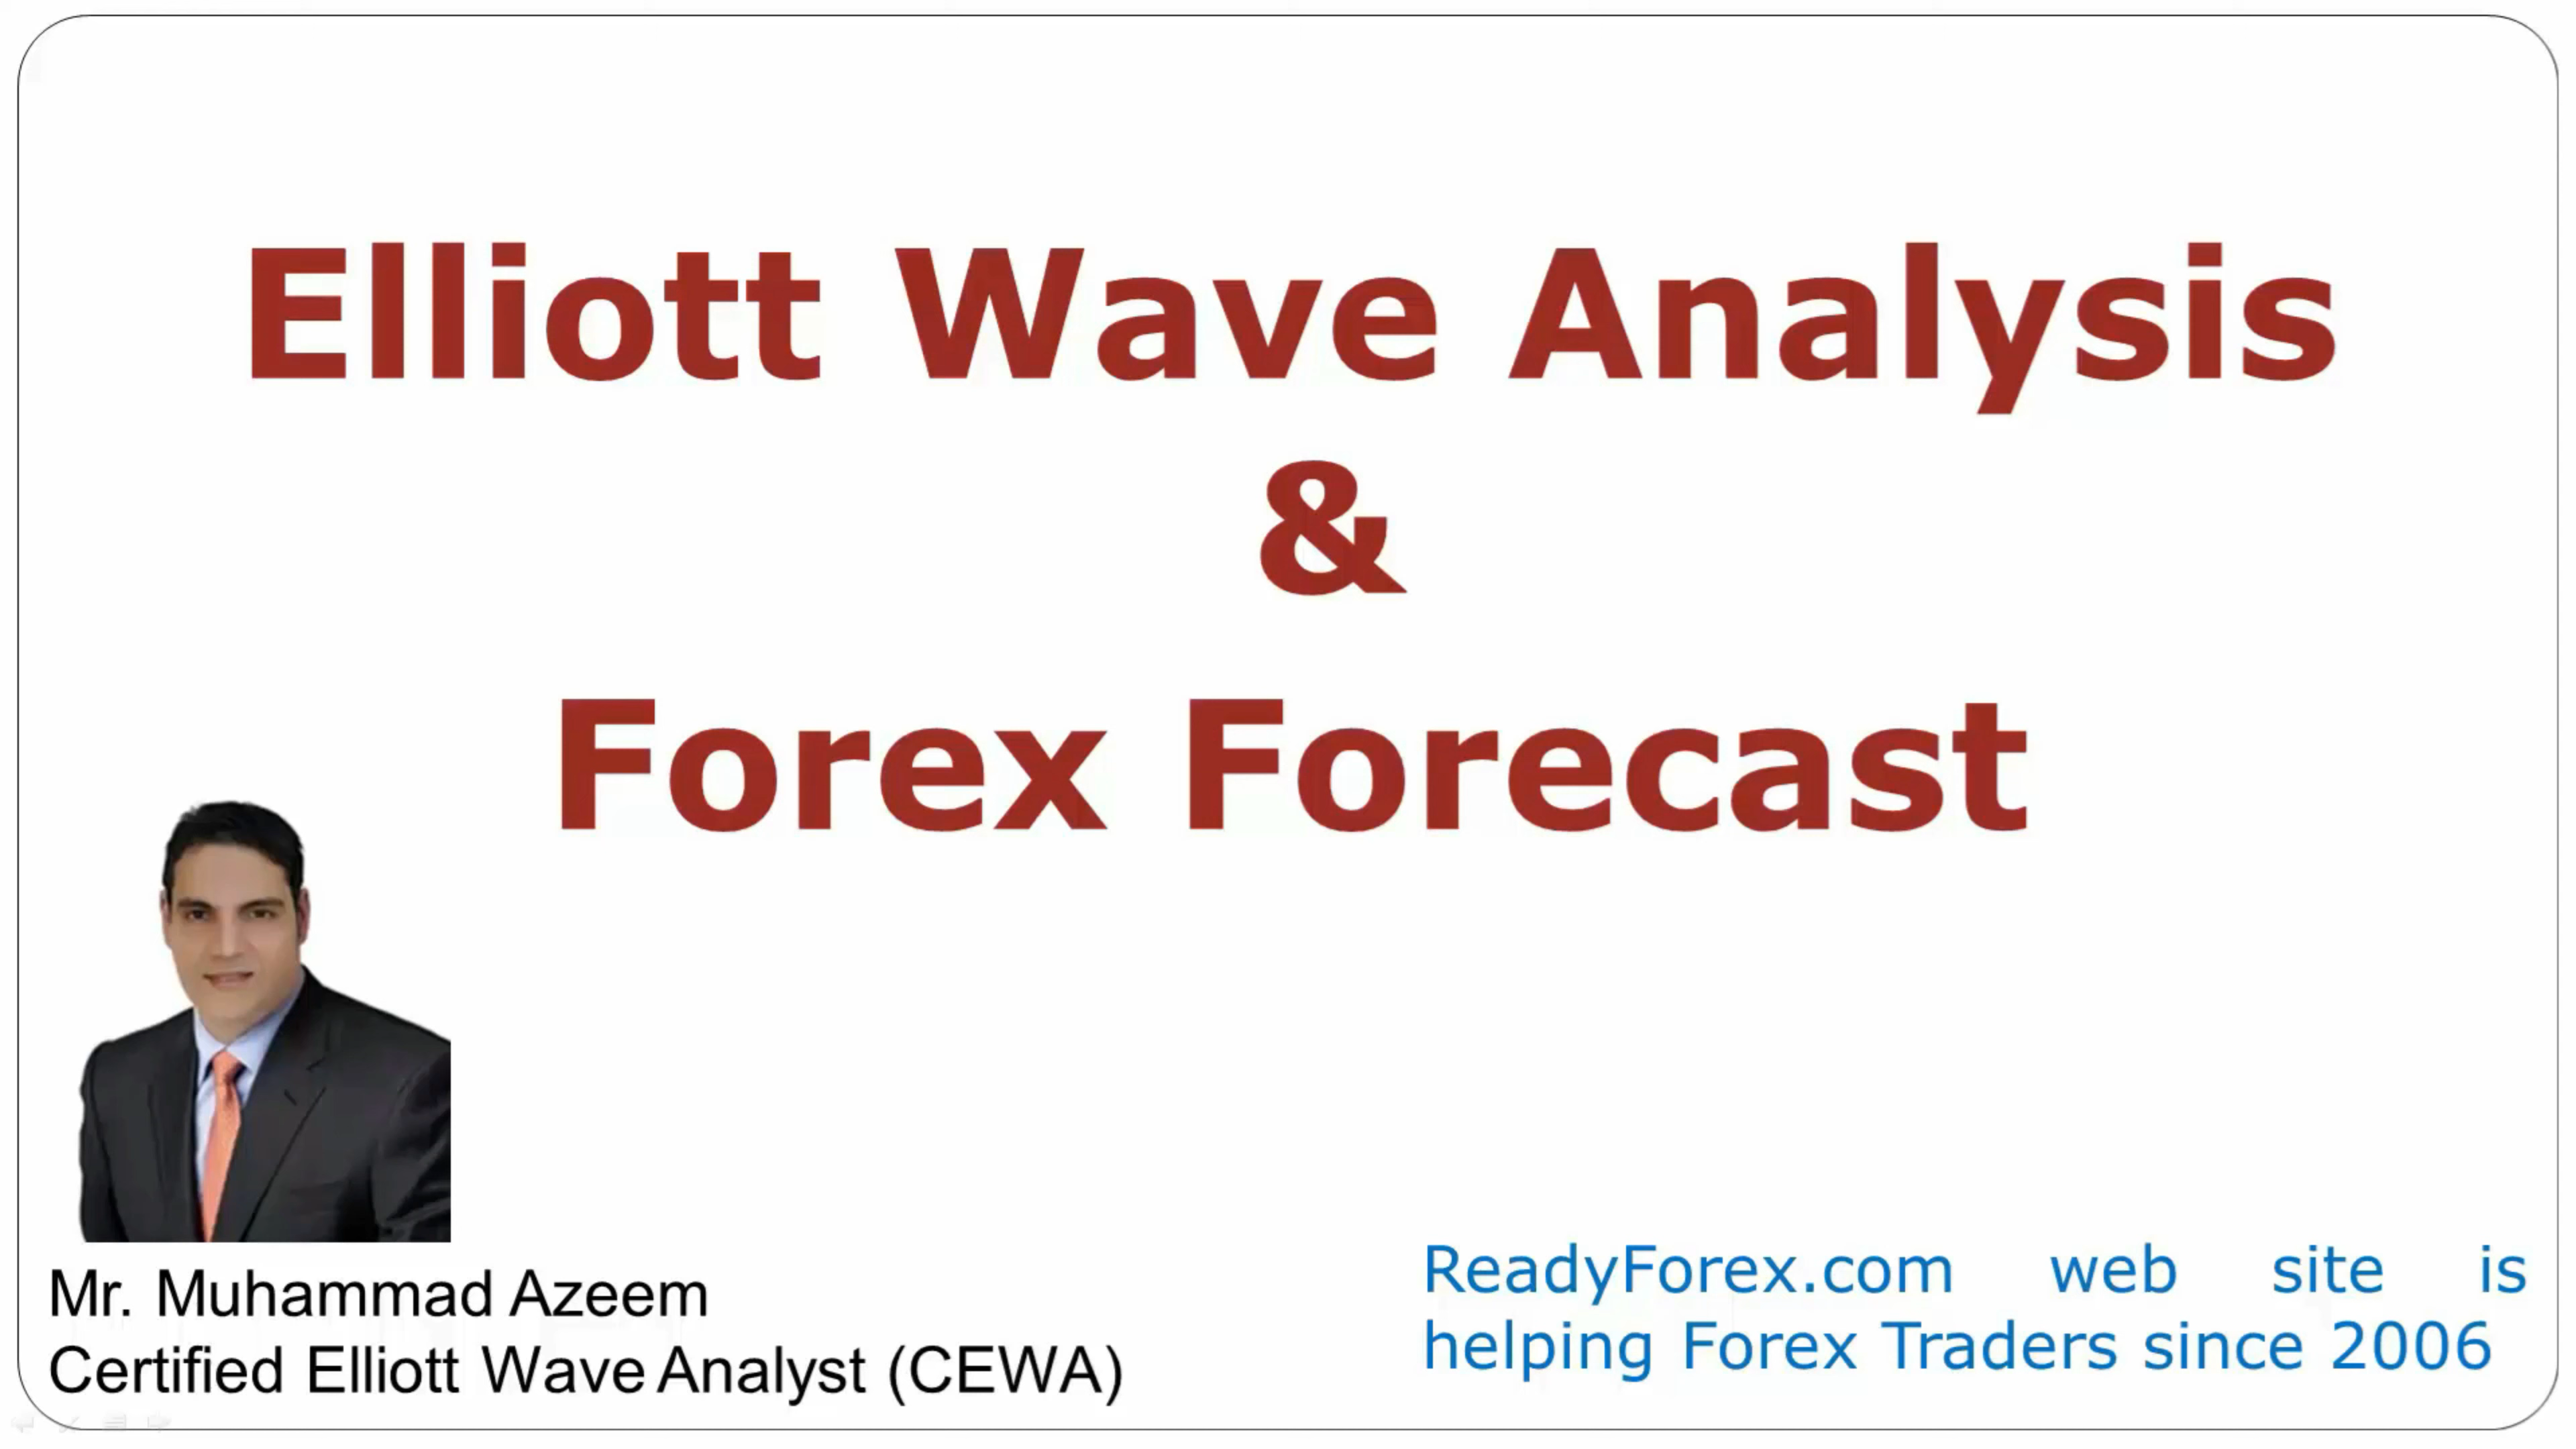 Elliott Wave Analysis
&
Forex Forecast
Mr. Muhammad Azeem
Certified Elliott Wave Analyst (CEWA)
ReadyForex.com web site is
helping Forex Traders since 2006